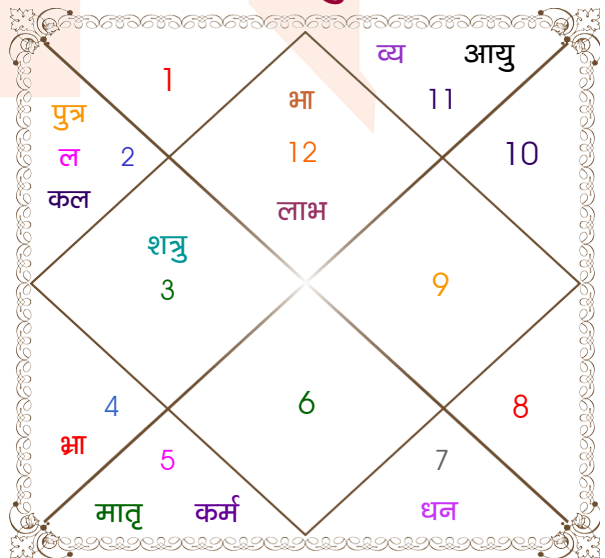 व्य आयु
1 भा 11
पुत्र
ल 2 12 10
कल लाभ
शत्रु
3 9
4 6 8
भ्रा 5 7
मातृ कर्म धन